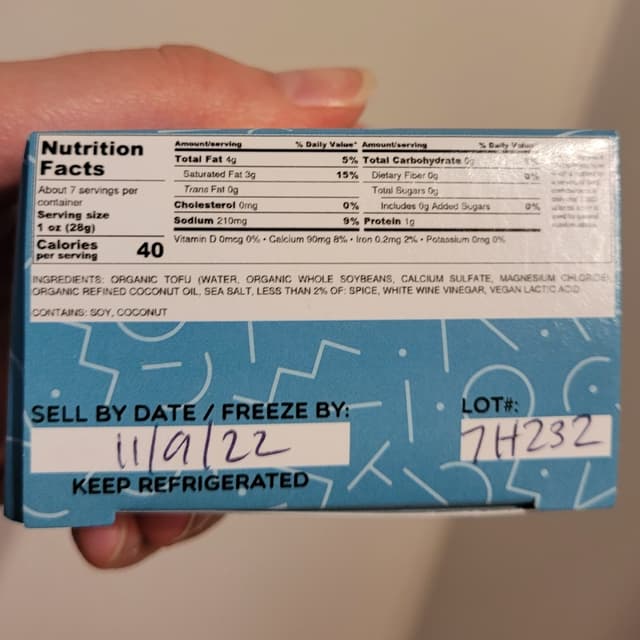 Nutrition
Facts
About 7 servings per
container
Serving size
1 oz (28g)
Calories
per serving 40
Amount/serving % Daily Value*
Total Fat 4g 5%
Saturated Fat 3g 15%
Trans Fat 0g
Cholesterol 0mg 0%
Sodium 210mg 9%
Amount/serving % Daily Value*
Total Carbohydrate 0g
Dietary Fiber 0g 0%
Total Sugars 0g
Includes 0g Added Sugars 0%
Protein 1g
Vitamin D 0mcg 0% • Calcium 90mg 8% • Iron 0.2mg 2% • Potassium 0mg 0%
INGREDIENTS: ORGANIC TOFU (WATER, ORGANIC WHOLE SOYBEANS, CALCIUM SULFATE, MAGNESIUM CHLORIDE
ORGANIC REFINED COCONUT OIL, SEA SALT, LESS THAN 2% OF: SPICE, WHITE WINE VINEGAR, VEGAN LACTIC ACID
CONTAINS: SOY, COCONUT
SELL BY DATE / FREEZE BY:
11/9/22
KEEP REFRIGERATED
LOT#:
7H232